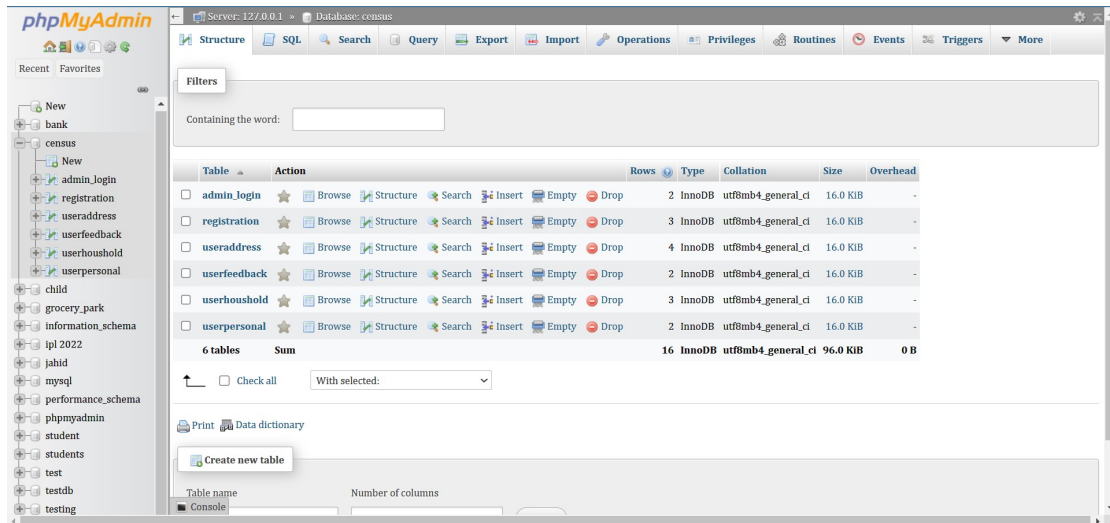 phpMyAdmin
Recent Favorites
New
bank
census
New
admin_login
registration
useraddress
userfeedback
userhoushold
userpersonal
child
grocery_park
information_schema
ipl 2022
jahid
mysql
performance_schema
phpmyadmin
student
students
test
testdb
testing
Server: 127.0.0.1 » Database: census
Structure SQL Search Query Export Import Operations Privileges Routines Events Triggers More
Filters
Containing the word:
Table Action Rows Type Collation Size Overhead
admin_login Browse Structure Search Insert Empty Drop 2 InnoDB utf8mb4_general_ci 16.0 KiB -
registration Browse Structure Search Insert Empty Drop 3 InnoDB utf8mb4_general_ci 16.0 KiB -
useraddress Browse Structure Search Insert Empty Drop 4 InnoDB utf8mb4_general_ci 16.0 KiB -
userfeedback Browse Structure Search Insert Empty Drop 2 InnoDB utf8mb4_general_ci 16.0 KiB -
userhoushold Browse Structure Search Insert Empty Drop 3 InnoDB utf8mb4_general_ci 16.0 KiB -
userpersonal Browse Structure Search Insert Empty Drop 2 InnoDB utf8mb4_general_ci 16.0 KiB -
6 tables Sum 16 InnoDB utf8mb4_general_ci 96.0 KiB 0 B
Check all With selected:
Print Data dictionary
Create new table
Table name Number of columns
Console